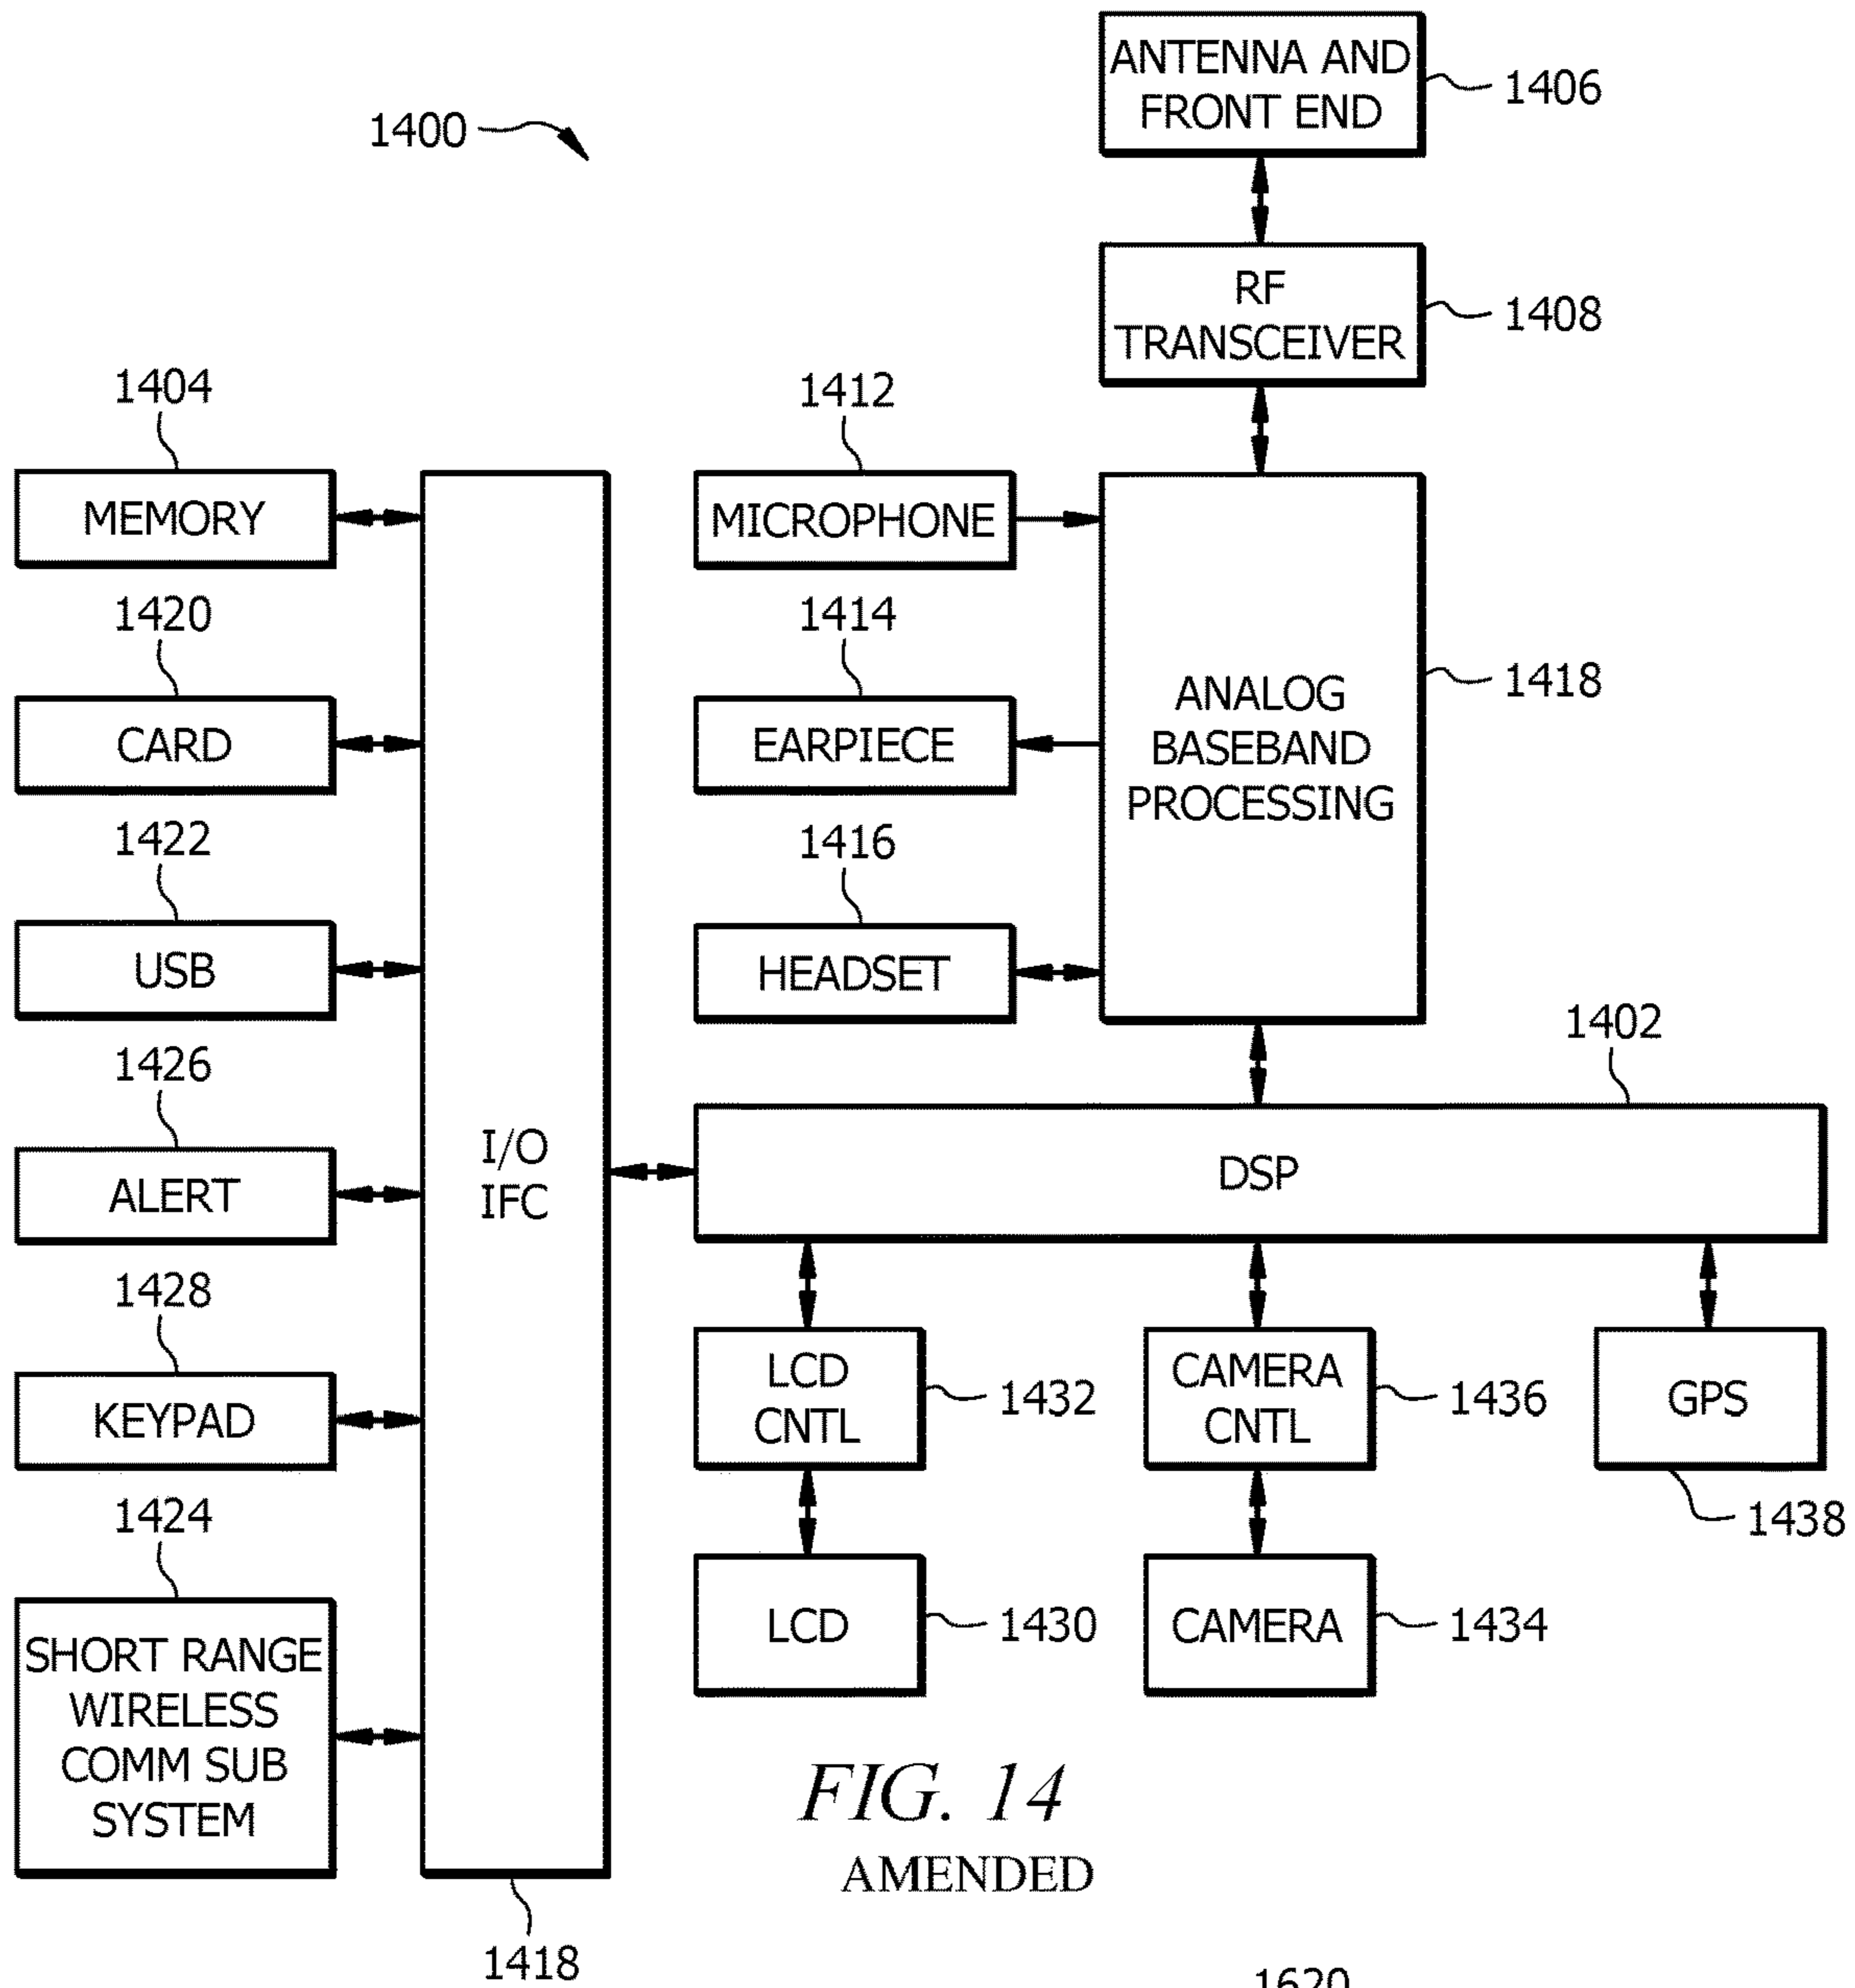 ANTENNA AND
FRONT END
1406
1400
RF
TRANSCEIVER
1408
1404
MEMORY
1412
MICROPHONE
1420
CARD
1414
EARPIECE
ANALOG
BASEBAND
PROCESSING
1418
1422
USB
1416
HEADSET
1402
DSP
1426
ALERT
I/O
IFC
1428
KEYPAD
LCD
CNTL
1432
CAMERA
CNTL
1436
GPS
1438
1424
SHORT RANGE
WIRELESS
COMM SUB
SYSTEM
LCD
1430
CAMERA
1434
FIG. 14
AMENDED
1418
1620